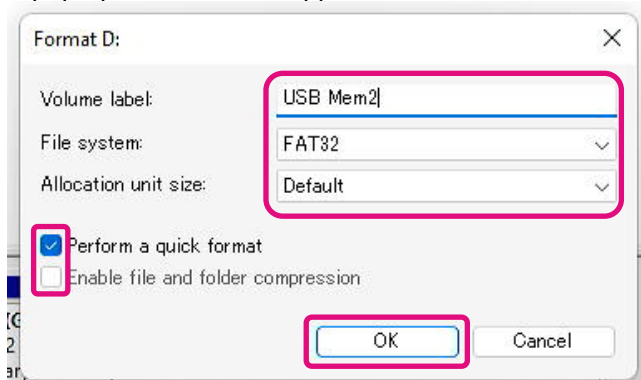 Format D:
Volume label:
USB Mem2
File system:
FAT32
Allocation unit size:
Default
Perform a quick format
Enable file and folder compression
OK
Cancel